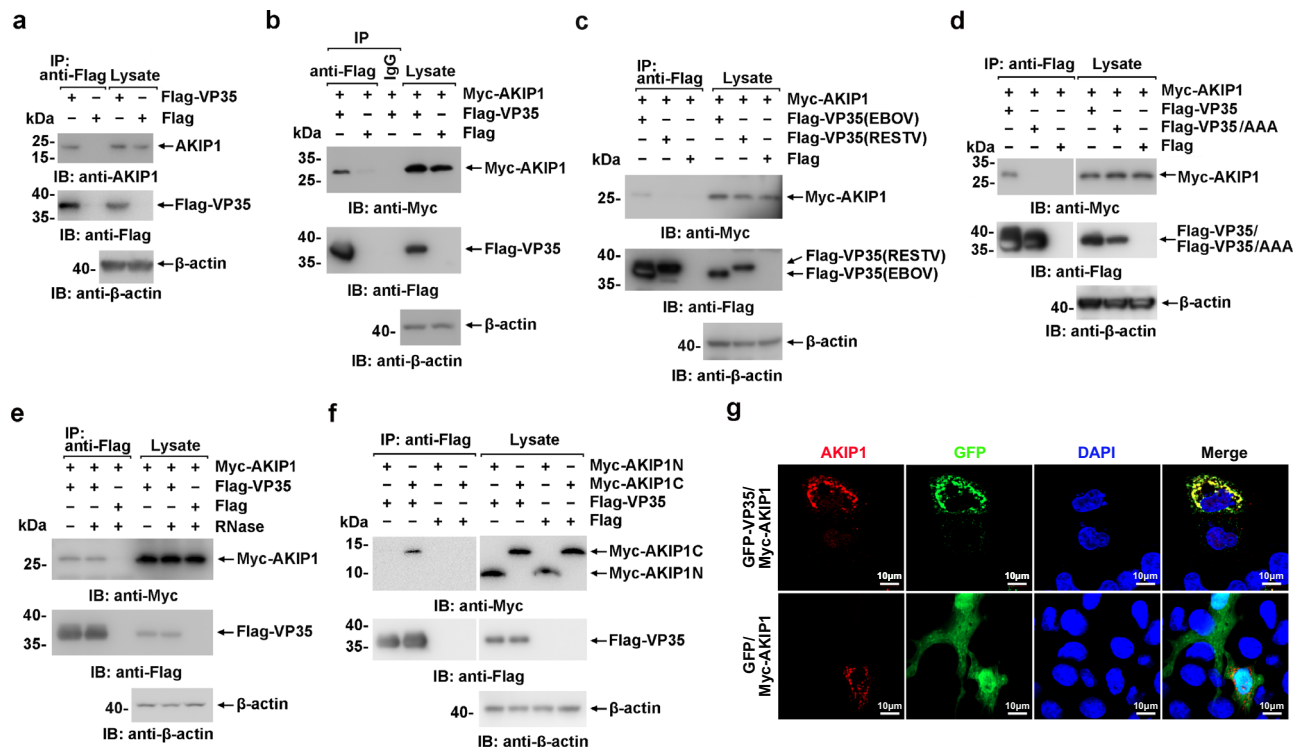 a
IP:
anti-Flag Lysate
+ − + − Flag-VP35
− + − + Flag
kDa
25-
15-
AKIP1
IB: anti-AKIP1
40-
35-
Flag-VP35
IB: anti-Flag
40-
β-actin
IB: anti-β-actin
b
IP
anti-Flag IgG Lysate
+ + + + + Myc-AKIP1
+ − + + − Flag-VP35
− + − − + Flag
kDa
35-
25-
Myc-AKIP1
IB: anti-Myc
40-
35-
Flag-VP35
IB: anti-Flag
40-
β-actin
IB: anti-β-actin
c
IP:
anti-Flag Lysate
+ + + + + + Myc-AKIP1
+ − − + − − Flag-VP35(EBOV)
− + − − + − Flag-VP35(RESTV)
− − + − − + Flag
kDa
25-
Myc-AKIP1
IB: anti-Myc
40-
35-
Flag-VP35(RESTV)
Flag-VP35(EBOV)
IB: anti-Flag
40-
β-actin
IB: anti-β-actin
d
IP: anti-Flag Lysate
+ + + + + + Myc-AKIP1
+ − − + − − Flag-VP35
− + − − + − Flag-VP35/AAA
− − + − − + Flag
kDa
35-
25-
Myc-AKIP1
IB: anti-Myc
40-
35-
Flag-VP35/
Flag-VP35/AAA
IB: anti-Flag
40-
β-actin
IB: anti-β-actin
e
IP:
anti-Flag Lysate
+ + + + + + Myc-AKIP1
+ + − + + − Flag-VP35
− − + − − + Flag
− + + − + + RNase
kDa
25-
Myc-AKIP1
IB: anti-Myc
40-
35-
Flag-VP35
IB: anti-Flag
40-
β-actin
IB: anti-β-actin
f
IP: anti-Flag Lysate
+ − + − + − + − Myc-AKIP1N
− + − + − + − + Myc-AKIP1C
+ + − − + + − − Flag-VP35
− − + + − − + + Flag
kDa
15-
10-
Myc-AKIP1C
Myc-AKIP1N
IB: anti-Myc
40-
35-
Flag-VP35
IB: anti-Flag
40-
β-actin
IB: anti-β-actin
g
AKIP1 GFP DAPI Merge
GFP-VP35/
Myc-AKIP1
10μm 10μm 10μm 10μm
GFP/
Myc-AKIP1
10μm 10μm 10μm 10μm